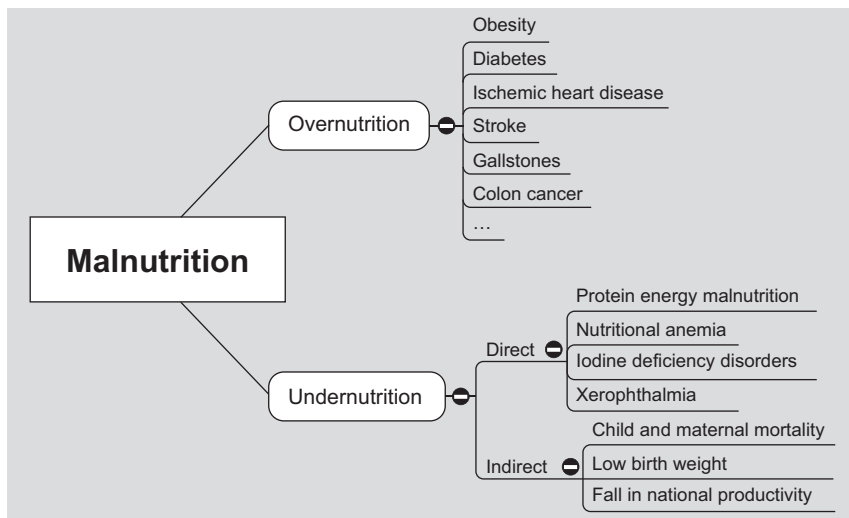 Malnutrition
Overnutrition
Obesity
Diabetes
Ischemic heart disease
Stroke
Gallstones
Colon cancer
…
Undernutrition
Direct
Protein energy malnutrition
Nutritional anemia
Iodine deficiency disorders
Xerophthalmia
Indirect
Child and maternal mortality
Low birth weight
Fall in national productivity